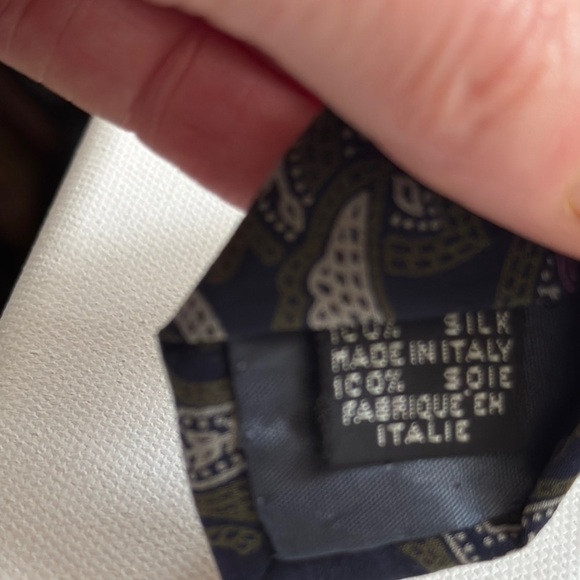 100% SILK
MADE IN ITALY
100% SOIE
FABRIQUE EN
ITALIE